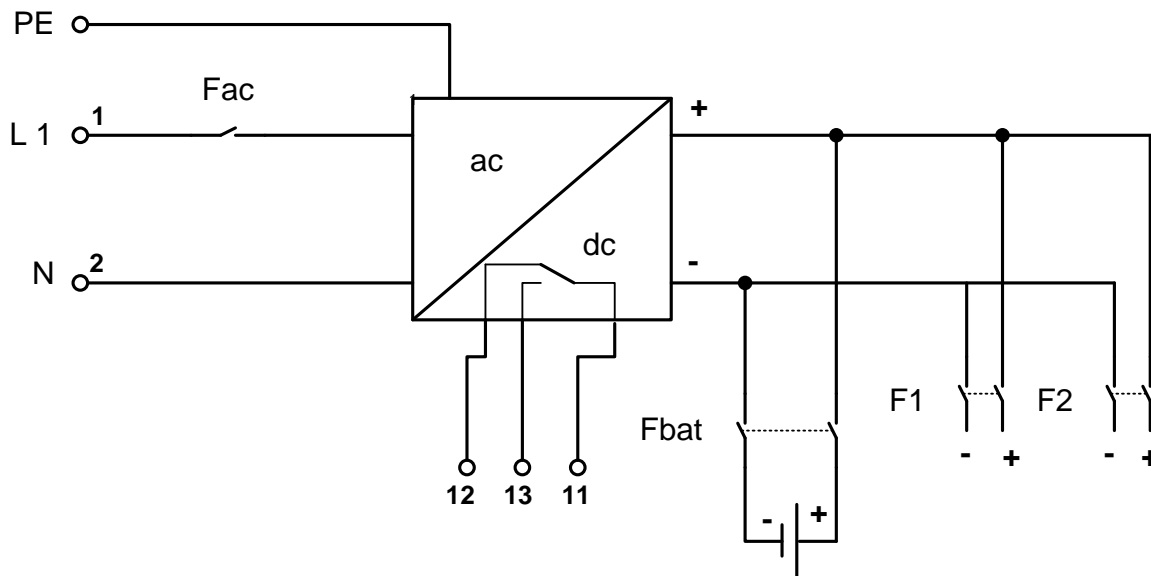 PE
Fac
L 1
1
ac
+
N
2
dc
-
F1
F2
Fbat
- +
- +
12 13 11
- +